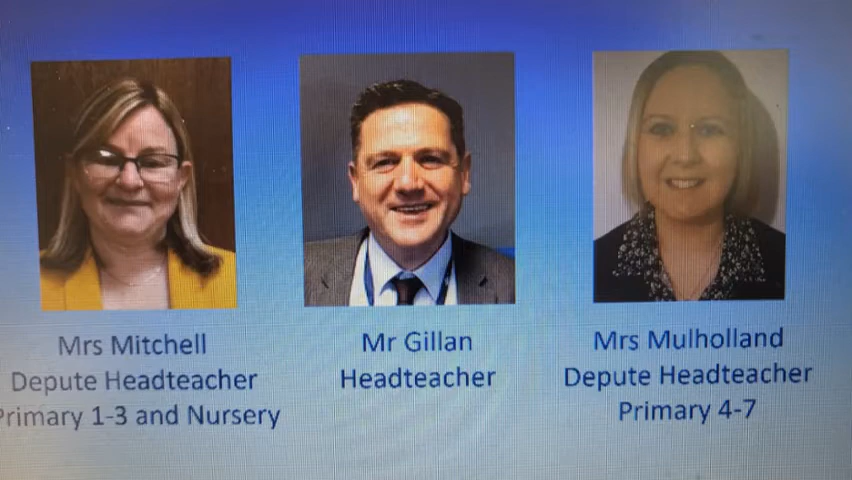 Mrs Mitchell
Depute Headteacher
Primary 1-3 and Nursery
Mr Gillan
Headteacher
Mrs Mulholland
Depute Headteacher
Primary 4-7